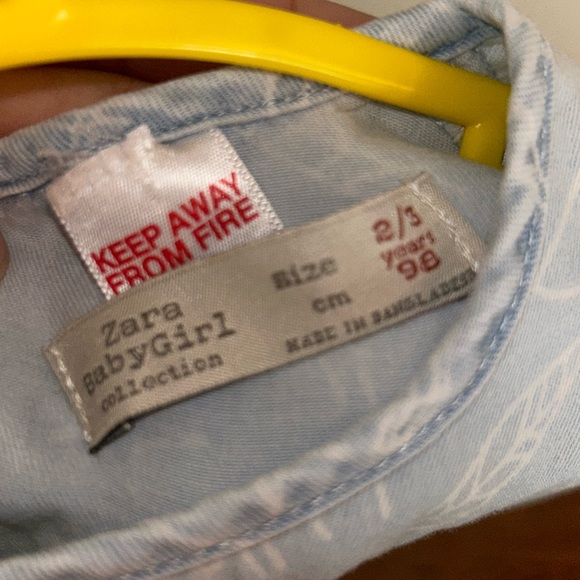 KEEP AWAY
FROM FIRE
Zara
BabyGirl
collection
size
cm
2/3
years
98
MADE IN BANGLADESH